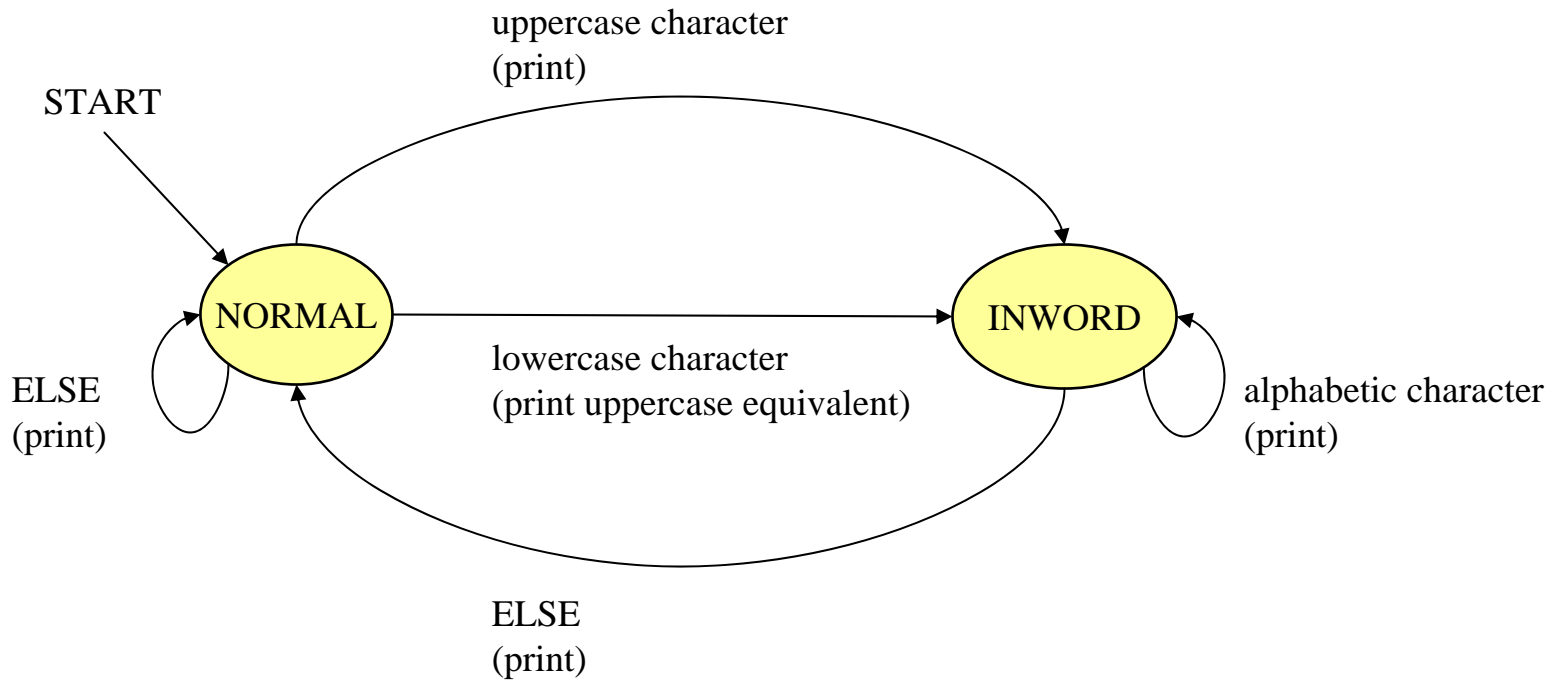 uppercase character
(print)
START
NORMAL
INWORD
lowercase character
(print uppercase equivalent)
ELSE
(print)
alphabetic character
(print)
ELSE
(print)